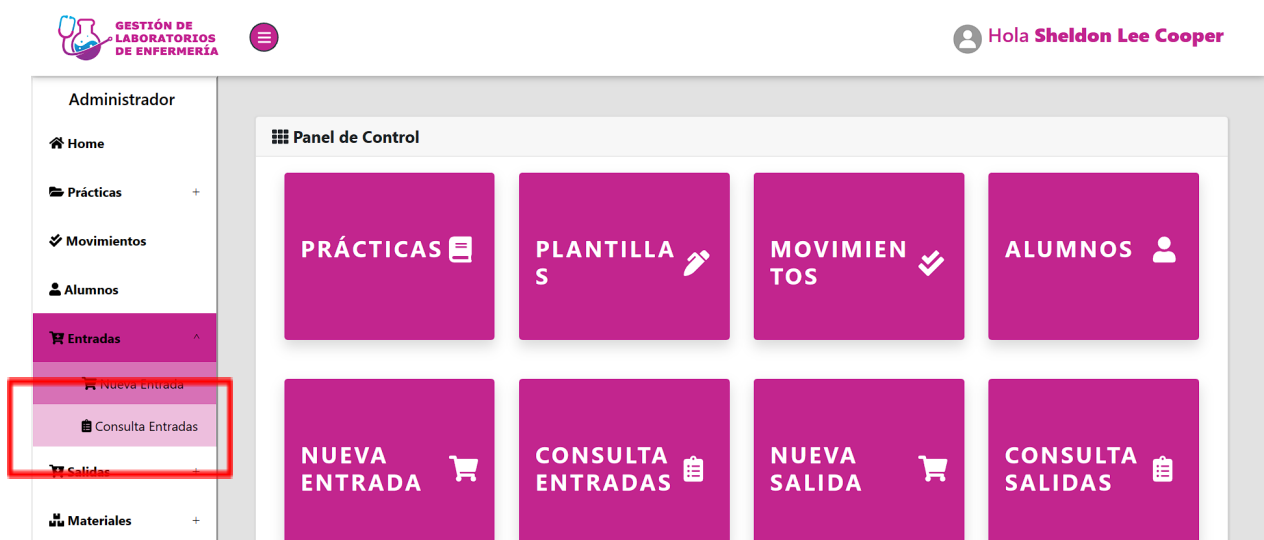 GESTIÓN DE
LABORATORIOS
DE ENFERMERÍA
Hola Sheldon Lee Cooper
Administrador
Home
Prácticas +
Movimientos
Alumnos
Entradas ^
Nueva Entrada
Consulta Entradas
Salidas +
Materiales +
Panel de Control
PRÁCTICAS
PLANTILLA
S
MOVIMIEN
TOS
ALUMNOS
NUEVA
ENTRADA
CONSULTA
ENTRADAS
NUEVA
SALIDA
CONSULTA
SALIDAS